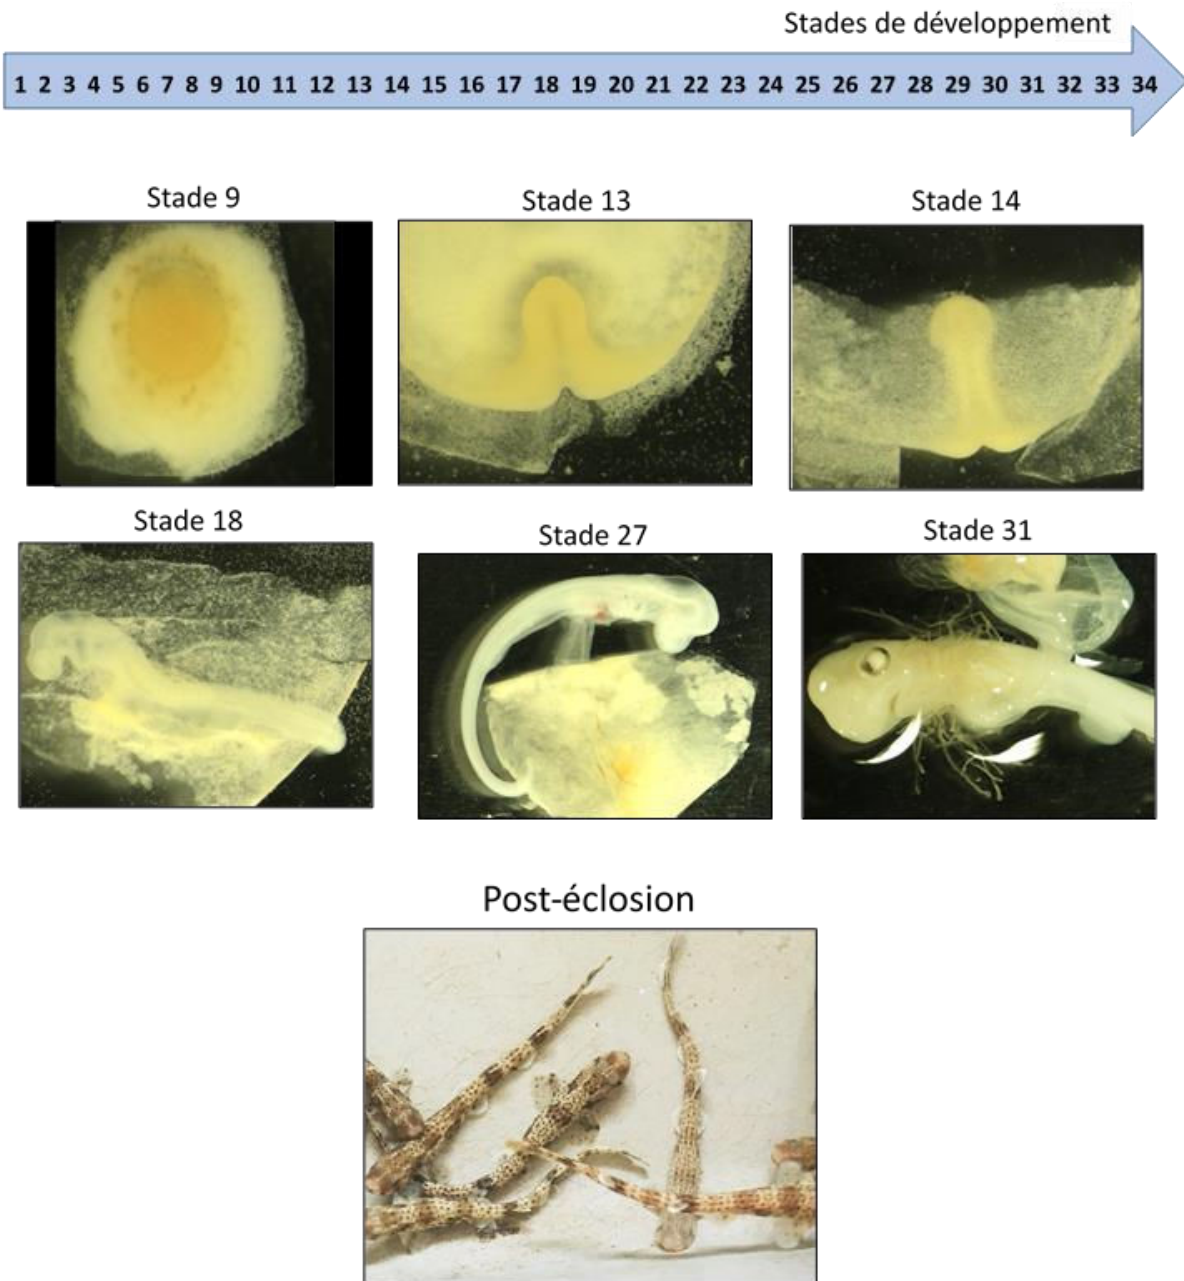 Stades de développement
1 2 3 4 5 6 7 8 9 10 11 12 13 14 15 16 17 18 19 20 21 22 23 24 25 26 27 28 29 30 31 32 33 34
Stade 9
Stade 13
Stade 14
Stade 18
Stade 27
Stade 31
Post-éclosion